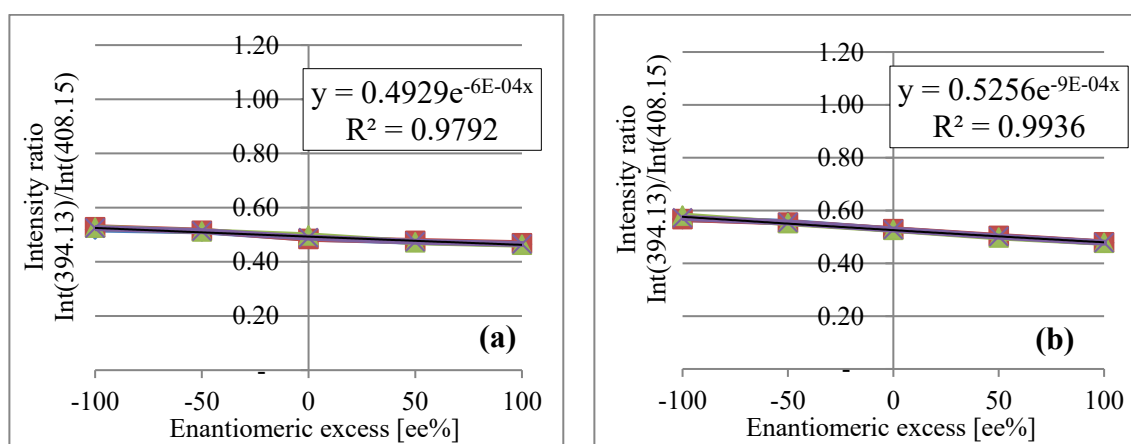 Intensity ratio
Int(394.13)/Int(408.15)
1.20
1.00
0.80
0.60
0.40
0.20
-
y = 0.4929e^-6E-04x
R² = 0.9792
(a)
-100 -50 0 50 100
Enantiomeric excess [ee%]
Intensity ratio
Int(394.13)/Int(408.15)
1.20
1.00
0.80
0.60
0.40
0.20
-
y = 0.5256e^-9E-04x
R² = 0.9936
(b)
-100 -50 0 50 100
Enantiomeric excess [ee%]